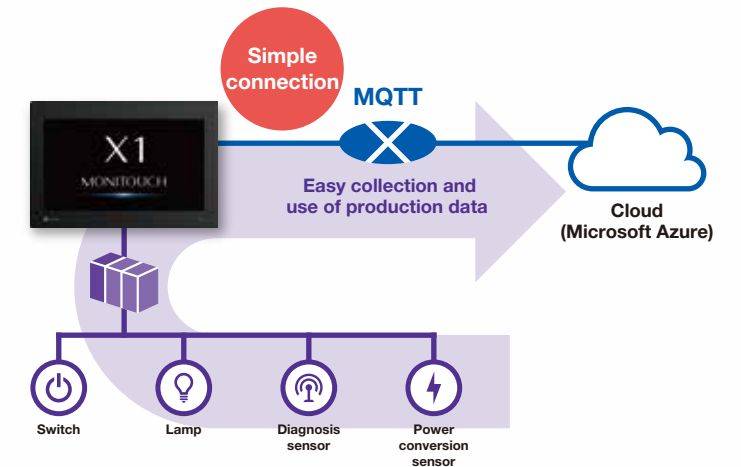 Simple
connection
MQTT
X1
MONITOUCH
Easy collection and
use of production data
Cloud
(Microsoft Azure)
Switch
Lamp
Diagnosis
sensor
Power
conversion
sensor